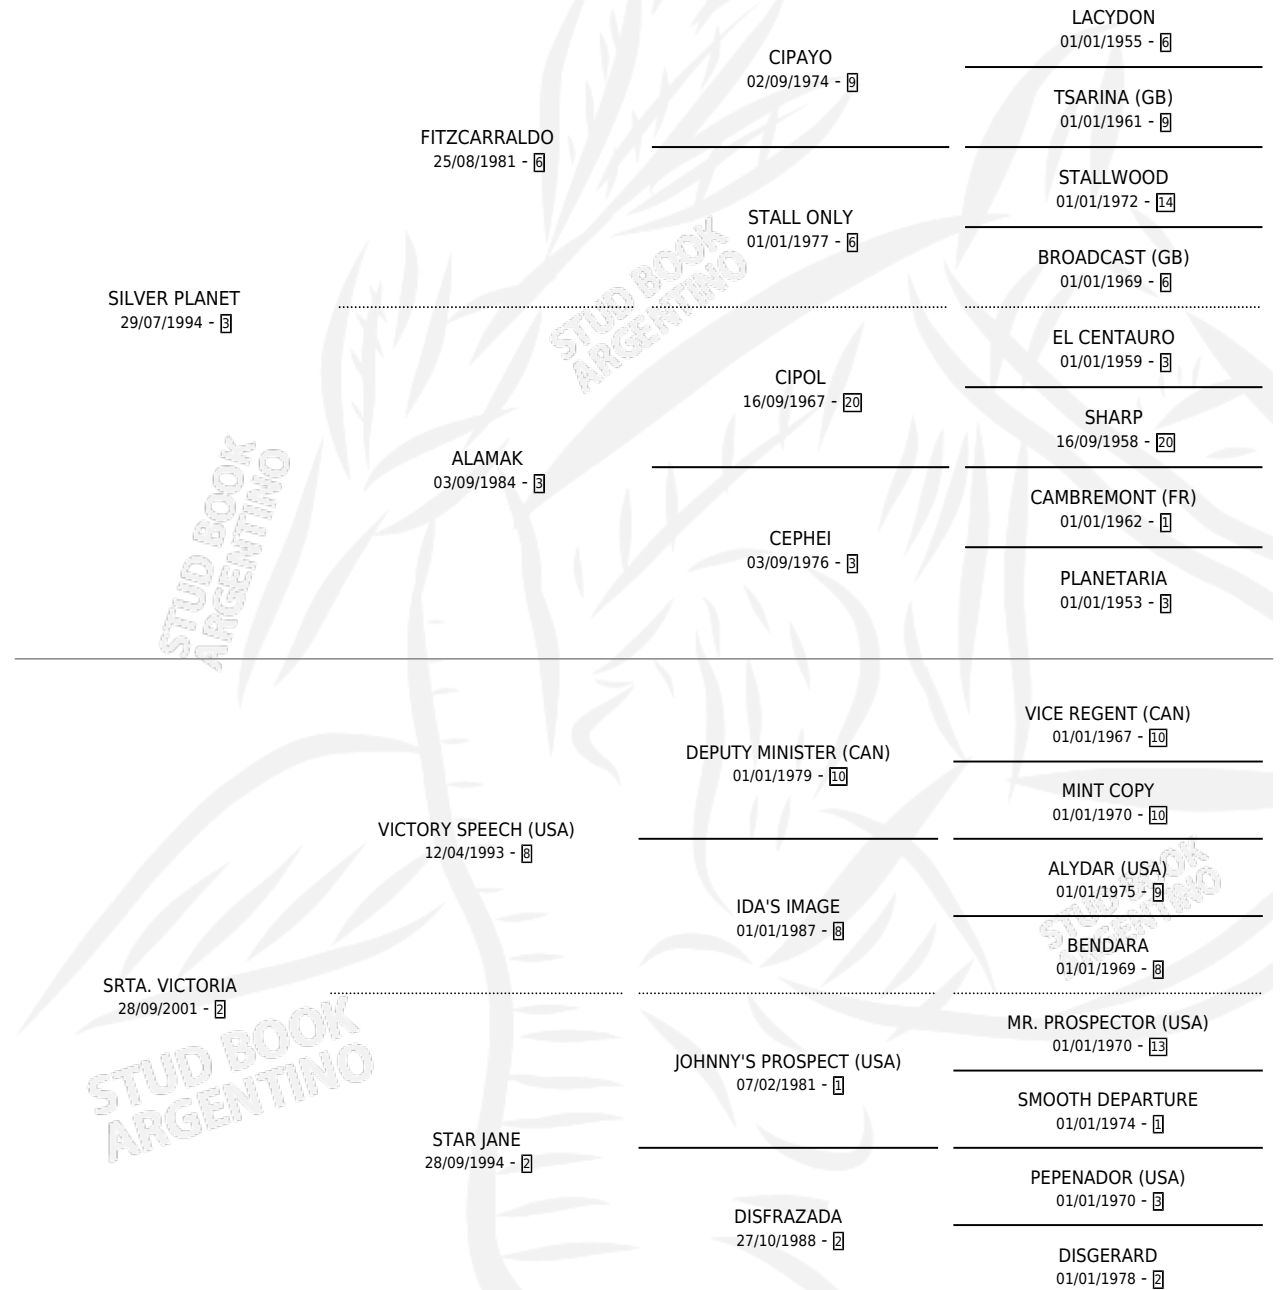 SILVER PLANET
29/07/1994 - 3
FITZCARRALDO
25/08/1981 - 6
ALAMAK
03/09/1984 - 3
CIPAYO
02/09/1974 - 9
STALL ONLY
01/01/1977 - 6
CIPOL
16/09/1967 - 20
CEPHEI
03/09/1976 - 3
LACYDON
01/01/1955 - 6
TSARINA (GB)
01/01/1961 - 9
STALLWOOD
01/01/1972 - 14
BROADCAST (GB)
01/01/1969 - 6
EL CENTAURO
01/01/1959 - 3
SHARP
16/09/1958 - 20
CAMBREMONT (FR)
01/01/1962 - 1
PLANETARIA
01/01/1953 - 3
STUD BOOK
ARGENTINO
STUD BOOK
ARGENTINO
SRTA. VICTORIA
28/09/2001 - 2
VICTORY SPEECH (USA)
12/04/1993 - 8
STAR JANE
28/09/1994 - 2
DEPUTY MINISTER (CAN)
01/01/1979 - 10
IDA'S IMAGE
01/01/1987 - 8
JOHNNY'S PROSPECT (USA)
07/02/1981 - 1
DISFRAZADA
27/10/1988 - 2
VICE REGENT (CAN)
01/01/1967 - 10
MINT COPY
01/01/1970 - 10
ALYDAR (USA)
01/01/1975 - 9
BENDARA
01/01/1969 - 8
MR. PROSPECTOR (USA)
01/01/1970 - 13
SMOOTH DEPARTURE
01/01/1974 - 1
PEPENADOR (USA)
01/01/1970 - 3
DISGERARD
01/01/1978 - 2
STUD BOOK
ARGENTINO
STUD BOOK
ARGENTINO